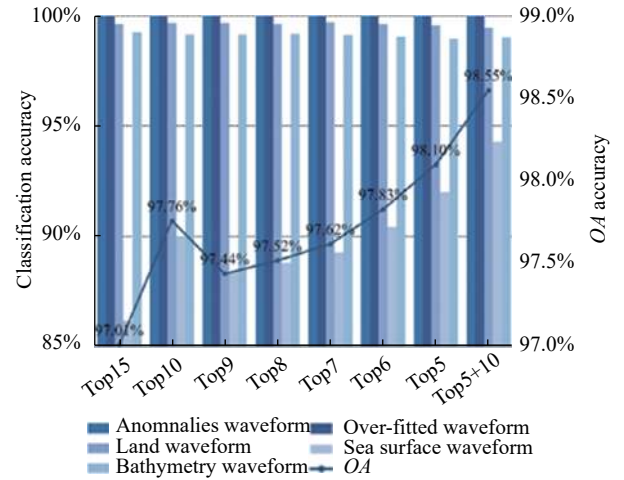 100%
99.0%
98.55%
98.5%
95%
98.10%
98.0%
97.83%
97.76%
97.62%
90%
97.52%
97.44%
97.5%
97.01%
85%
97.0%
Classification accuracy
OA accuracy
Top15 Top10 Top9 Top8 Top7 Top6 Top5 Top5+10
Anomnalies waveform Over-fitted waveform
Land waveform Sea surface waveform
Bathymetry waveform OA